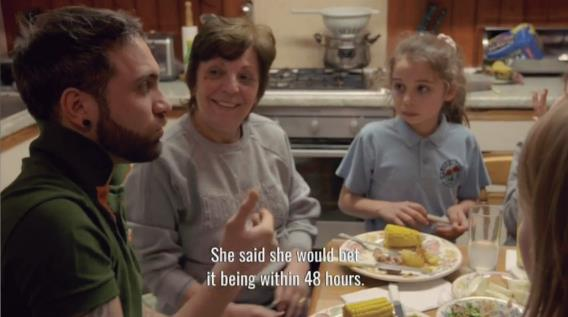 She said she would bet
it being within 48 hours.